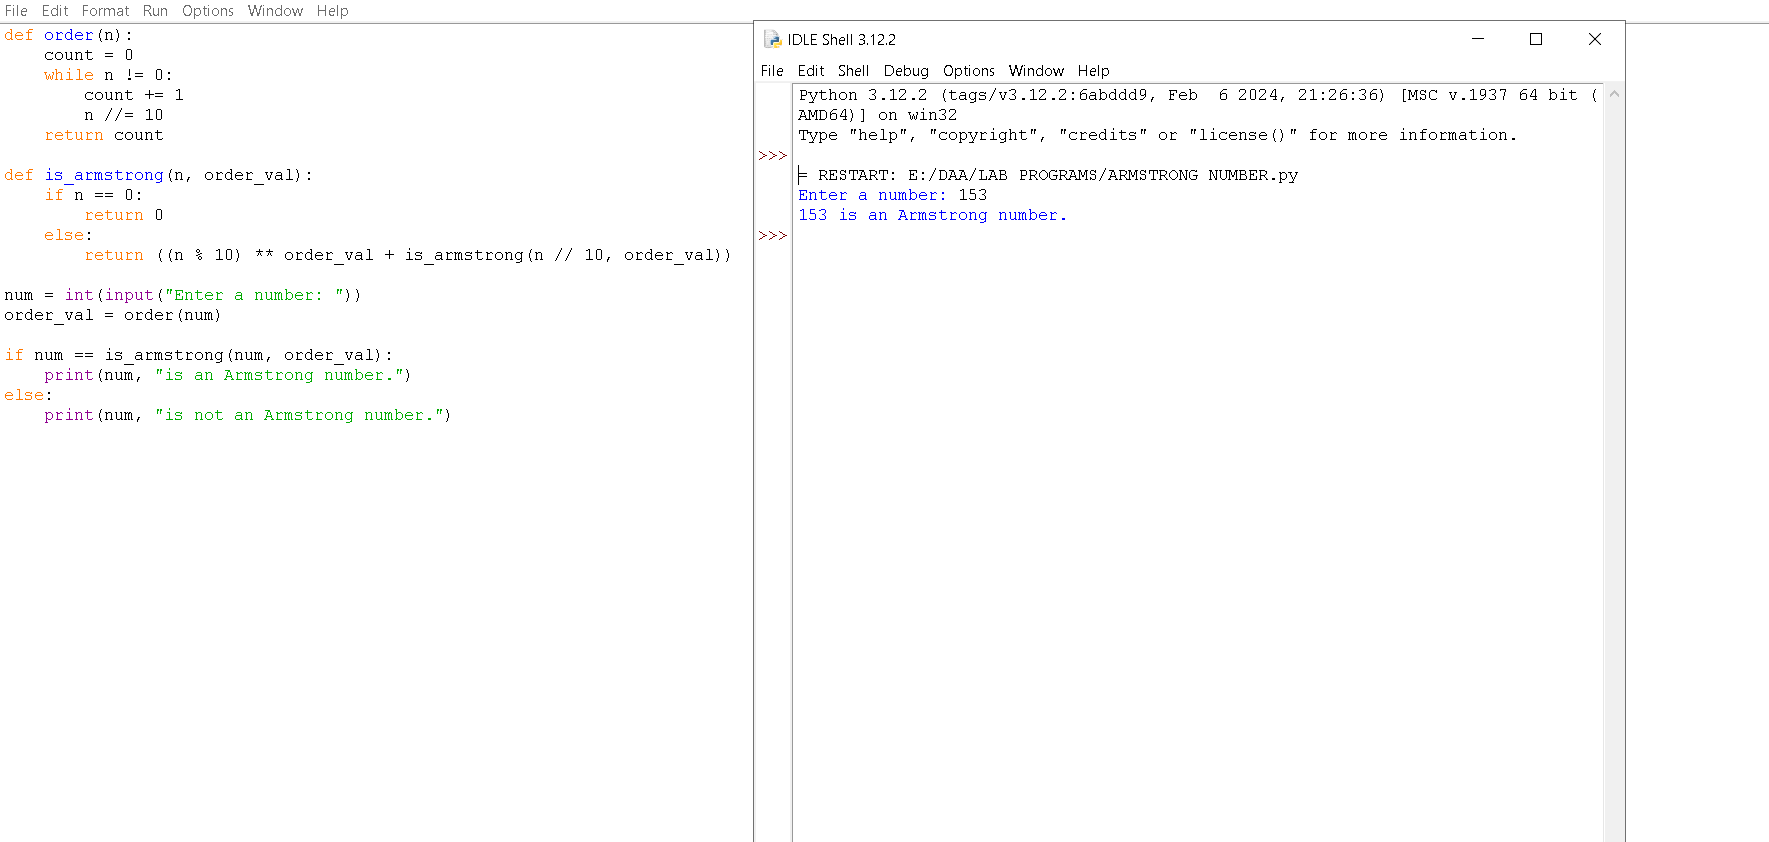 File Edit Format Run Options Window Help
def order(n):
    count = 0
    while n != 0:
        count += 1
        n //= 10
    return count

def is_armstrong(n, order_val):
    if n == 0:
        return 0
    else:
        return ((n % 10) ** order_val + is_armstrong(n // 10, order_val))

num = int(input("Enter a number: "))
order_val = order(num)

if num == is_armstrong(num, order_val):
    print(num, "is an Armstrong number.")
else:
    print(num, "is not an Armstrong number.")
IDLE Shell 3.12.2
File Edit Shell Debug Options Window Help
Python 3.12.2 (tags/v3.12.2:6abddd9, Feb  6 2024, 21:26:36) [MSC v.1937 64 bit (
AMD64)] on win32
Type "help", "copyright", "credits" or "license()" for more information.
>>>
= RESTART: E:/DAA/LAB PROGRAMS/ARMSTRONG NUMBER.py
Enter a number: 153
153 is an Armstrong number.
>>>